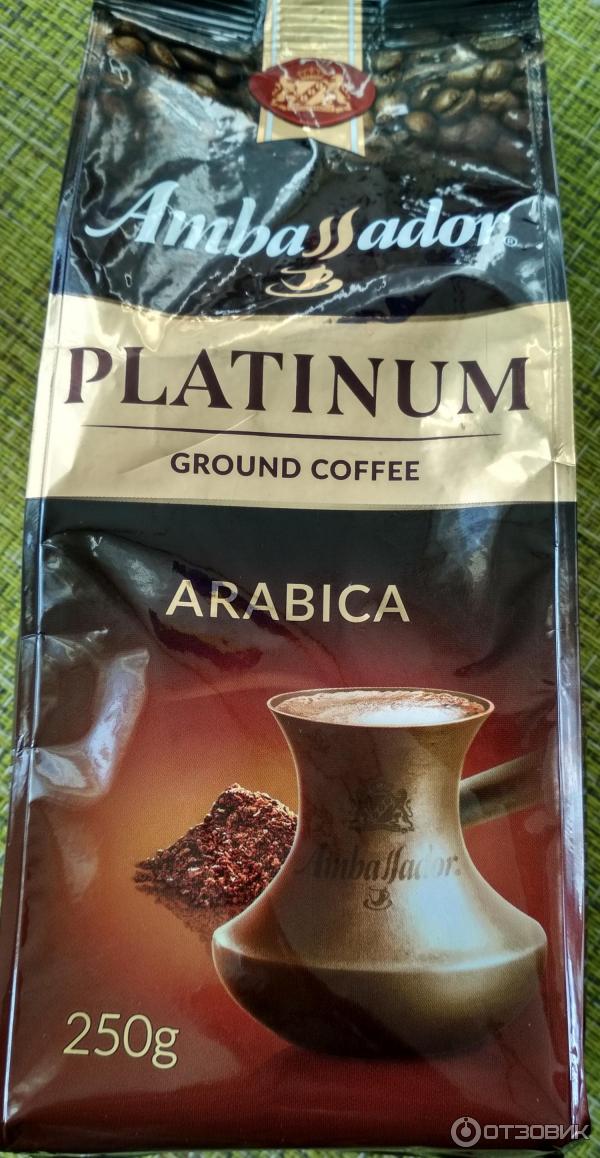 Ambassador®
PLATINUM
GROUND COFFEE
ARABICA
Ambassador®
250g
ОТЗОВИК